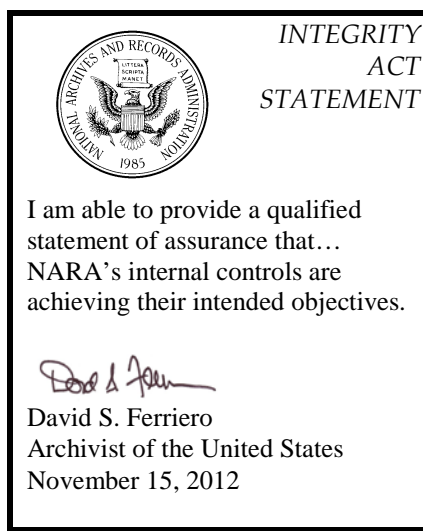 INTEGRITY
ACT
STATEMENT
NATIONAL ARCHIVES AND RECORDS ADMINISTRATION
LITTERA
SCRIPTA
MANET
1985
I am able to provide a qualified
statement of assurance that…
NARA's internal controls are
achieving their intended objectives.
David S. Ferriero
Archivist of the United States
November 15, 2012